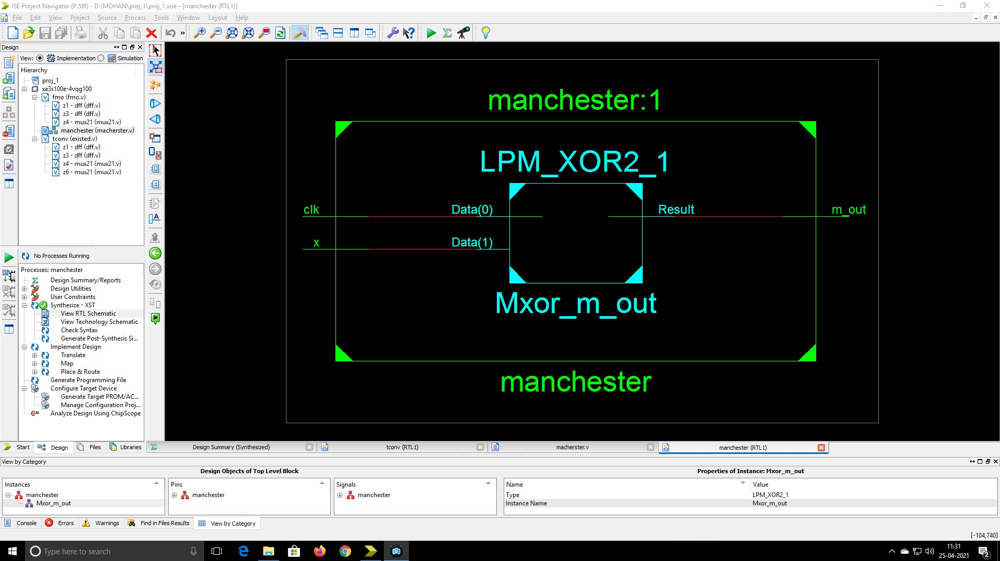 ISE Project Navigator (P.58f) - D:\MOHAN\proj_1\proj_1.xise - [manchester (RTL1)]
File Edit View Project Source Process Tools Window Layout Help
Design
View: Implementation Simulation
Hierarchy
proj_1
xa3s100e-4vqg100
fmo (fmo.v)
z1 - dff (dff.v)
z3 - dff (dff.v)
z4 - mux21 (mux21.v)
manchester (macherster.v)
tconv (existed.v)
z1 - dff (dff.v)
z3 - dff (dff.v)
z4 - mux21 (mux21.v)
z6 - mux21 (mux21.v)
No Processes Running
Processes: manchester
Design Summary/Reports
Design Utilities
User Constraints
Synthesize - XST
View RTL Schematic
View Technology Schematic
Check Syntax
Generate Post-Synthesis Si...
Implement Design
Translate
Map
Place & Route
Generate Programming File
Configure Target Device
Generate Target PROM/AC...
Manage Configuration Proj...
Analyze Design Using ChipScope
Start Design Files Libraries
manchester:1
LPM_XOR2_1
clk Data(0) Result m_out
x Data(1)
Mxor_m_out
manchester
Design Summary (Synthesized) tconv (RTL1) macherster.v manchester (RTL1)
View by Category
Design Objects of Top Level Block Properties of Instance: Mxor_m_out
Instances Pins Signals Name Value
manchester manchester manchester Type LPM_XOR2_1
Mxor_m_out Instance Name Mxor_m_out
Console Errors Warnings Find in Files Results View by Category
[-104,740]
Type here to search
11:31
25-04-2021
2